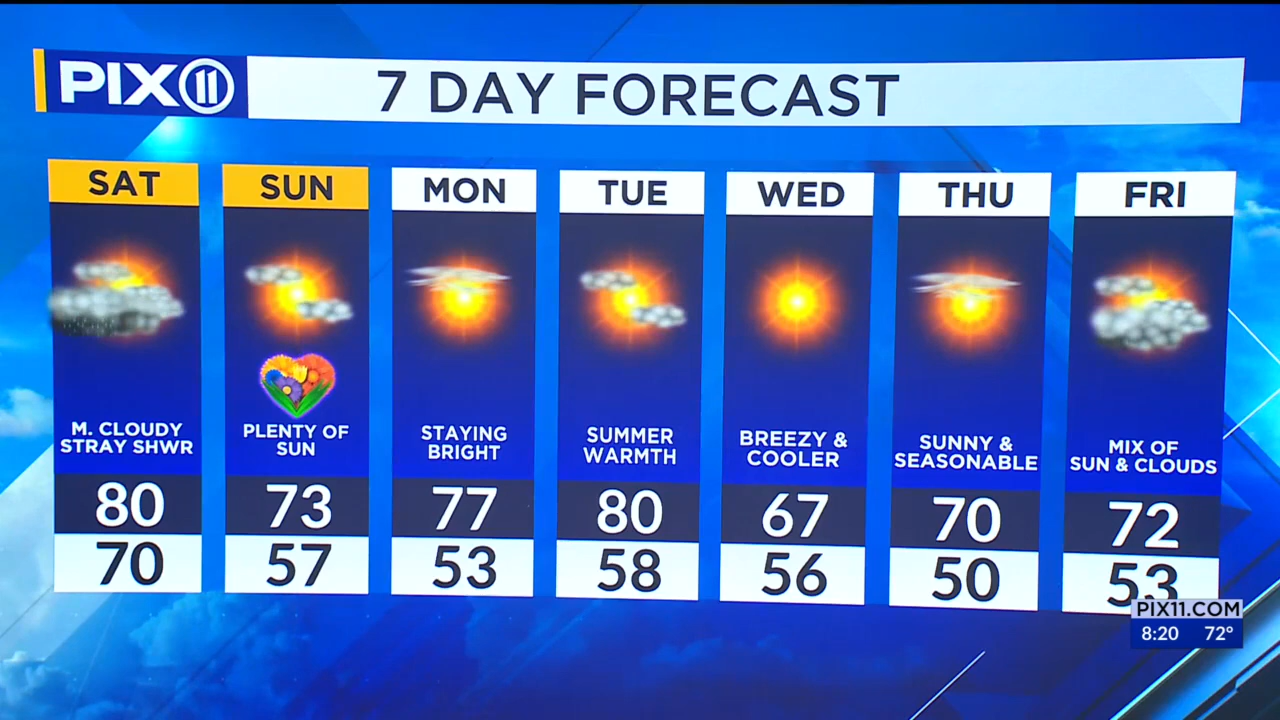 PIX 11
7 DAY FORECAST
SAT
M. CLOUDY
STRAY SHWR
80
70
SUN
PLENTY OF
SUN
73
57
MON
STAYING
BRIGHT
77
53
TUE
SUMMER
WARMTH
80
58
WED
BREEZY &
COOLER
67
56
THU
SUNNY &
SEASONABLE
70
50
FRI
MIX OF
SUN & CLOUDS
72
53
PIX11.COM
8:20 72°